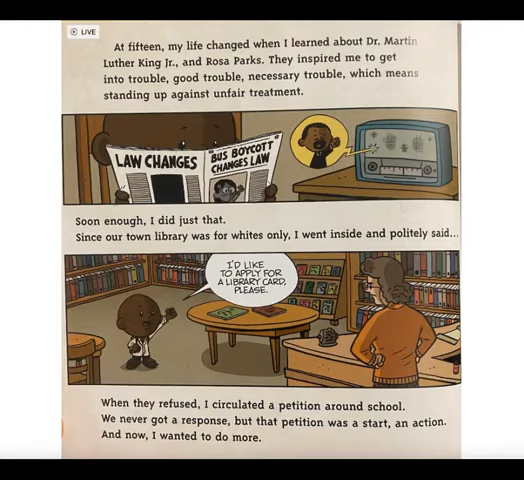 LIVE
At fifteen, my life changed when I learned about Dr. Martin
Luther King Jr., and Rosa Parks. They inspired me to get
into trouble, good trouble, necessary trouble, which means
standing up against unfair treatment.
LAW CHANGES
BUS BOYCOTT
CHANGES LAW
Soon enough, I did just that.
Since our town library was for whites only, I went inside and politely said...
I'D LIKE
TO APPLY FOR
A LIBRARY CARD,
PLEASE.
When they refused, I circulated a petition around school.
We never got a response, but that petition was a start, an action.
And now, I wanted to do more.